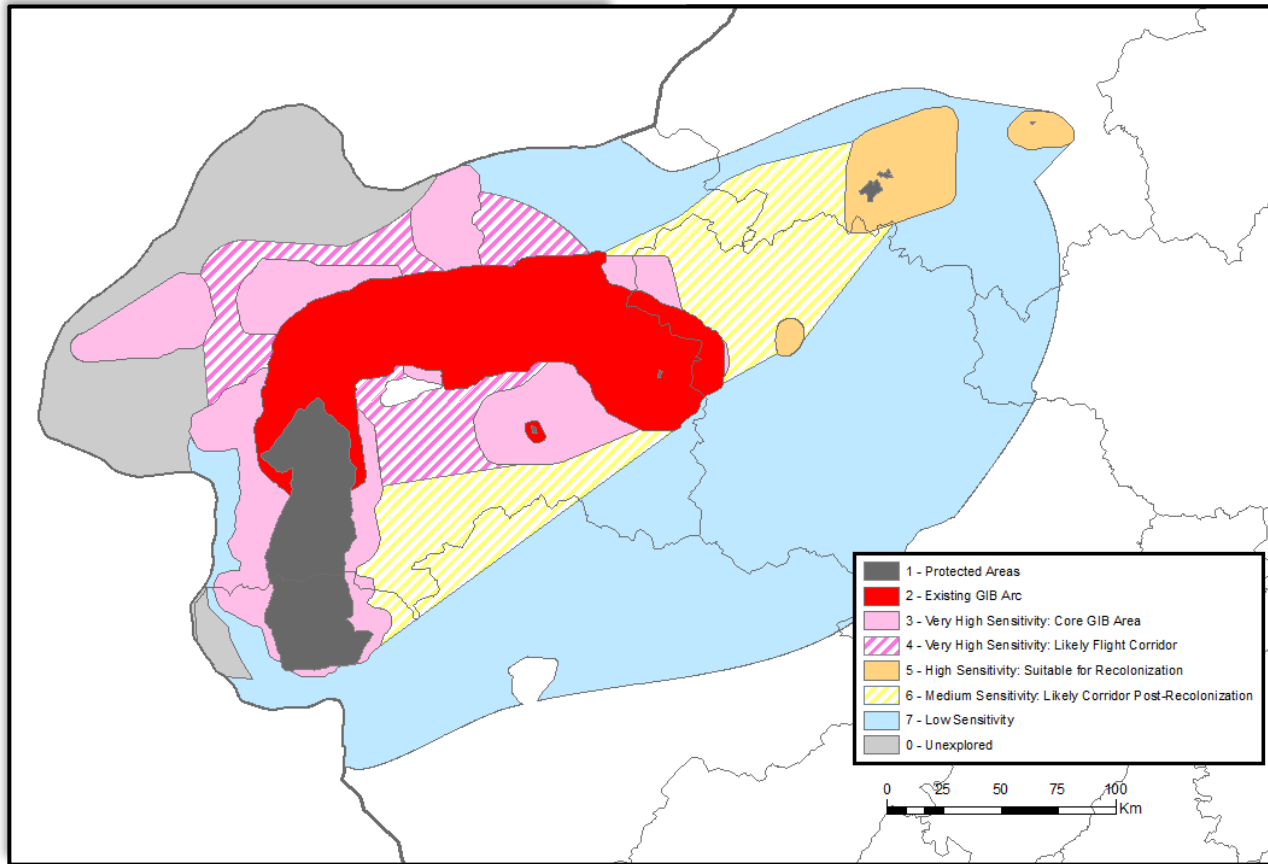 1 - Protected Areas
2 - Existing GIB Arc
3 - Very High Sensitivity: Core GIB Area
4 - Very High Sensitivity: Likely Flight Corridor
5 - High Sensitivity: Suitable for Recolonization
6 - Medium Sensitivity: Likely Corridor Post-Recolonization
7 - Low Sensitivity
0 - Unexplored
0 25 50 75 100
Km